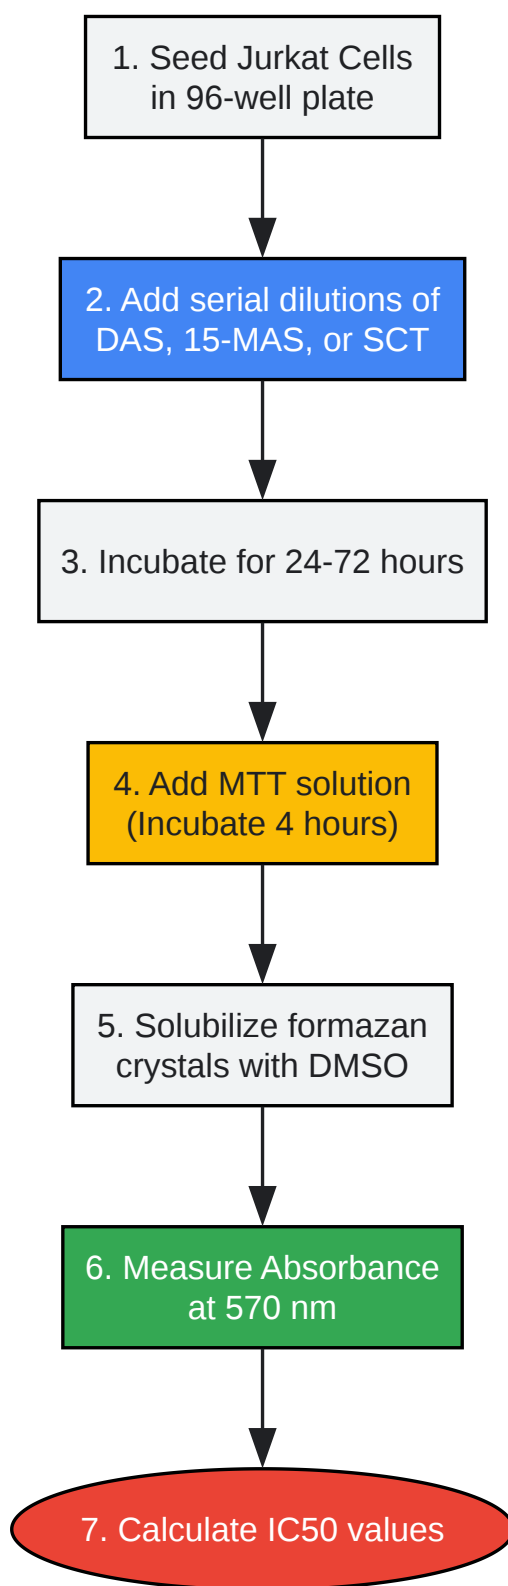 1. Seed Jurkat Cells
in 96-well plate
2. Add serial dilutions of
DAS, 15-MAS, or SCT
3. Incubate for 24-72 hours
4. Add MTT solution
(Incubate 4 hours)
5. Solubilize formazan
crystals with DMSO
6. Measure Absorbance
at 570 nm
7. Calculate IC50 values